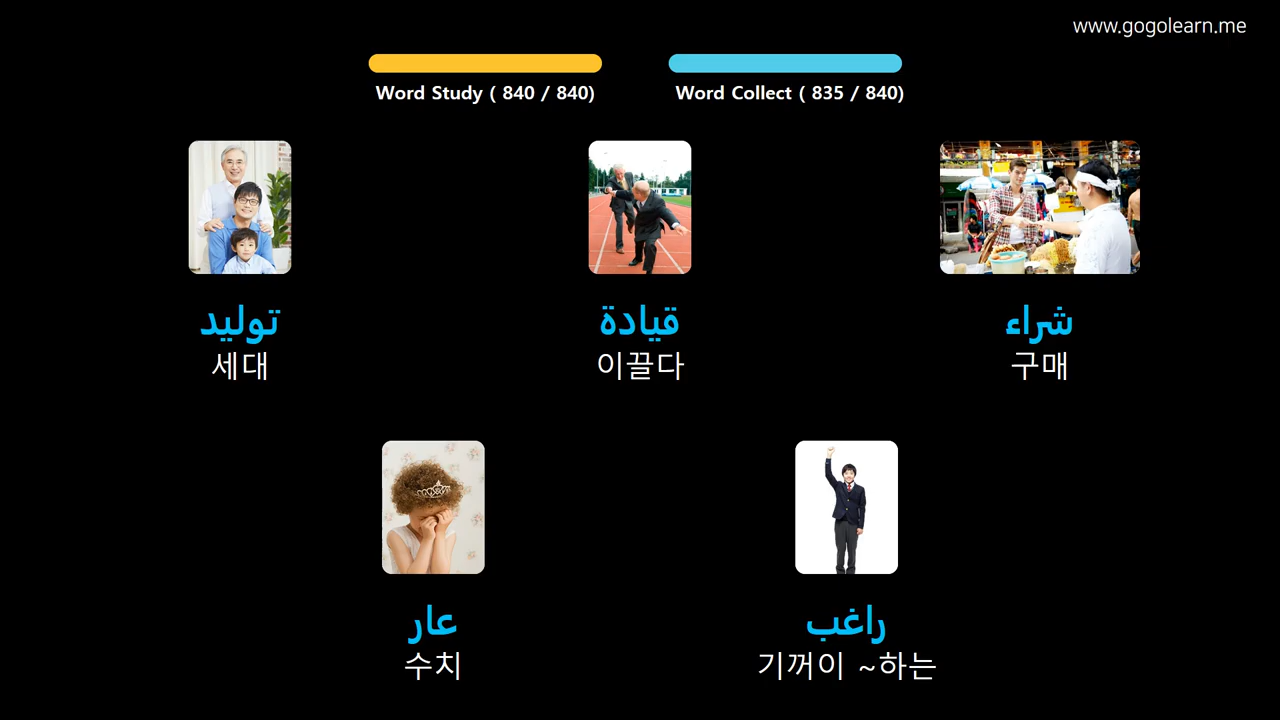 www.gogolearn.me
Word Study ( 840 / 840)
Word Collect ( 835 / 840)
توليد
세대
قيادة
이끌다
شراء
구매
عار
수치
راغب
기꺼이 ~하는